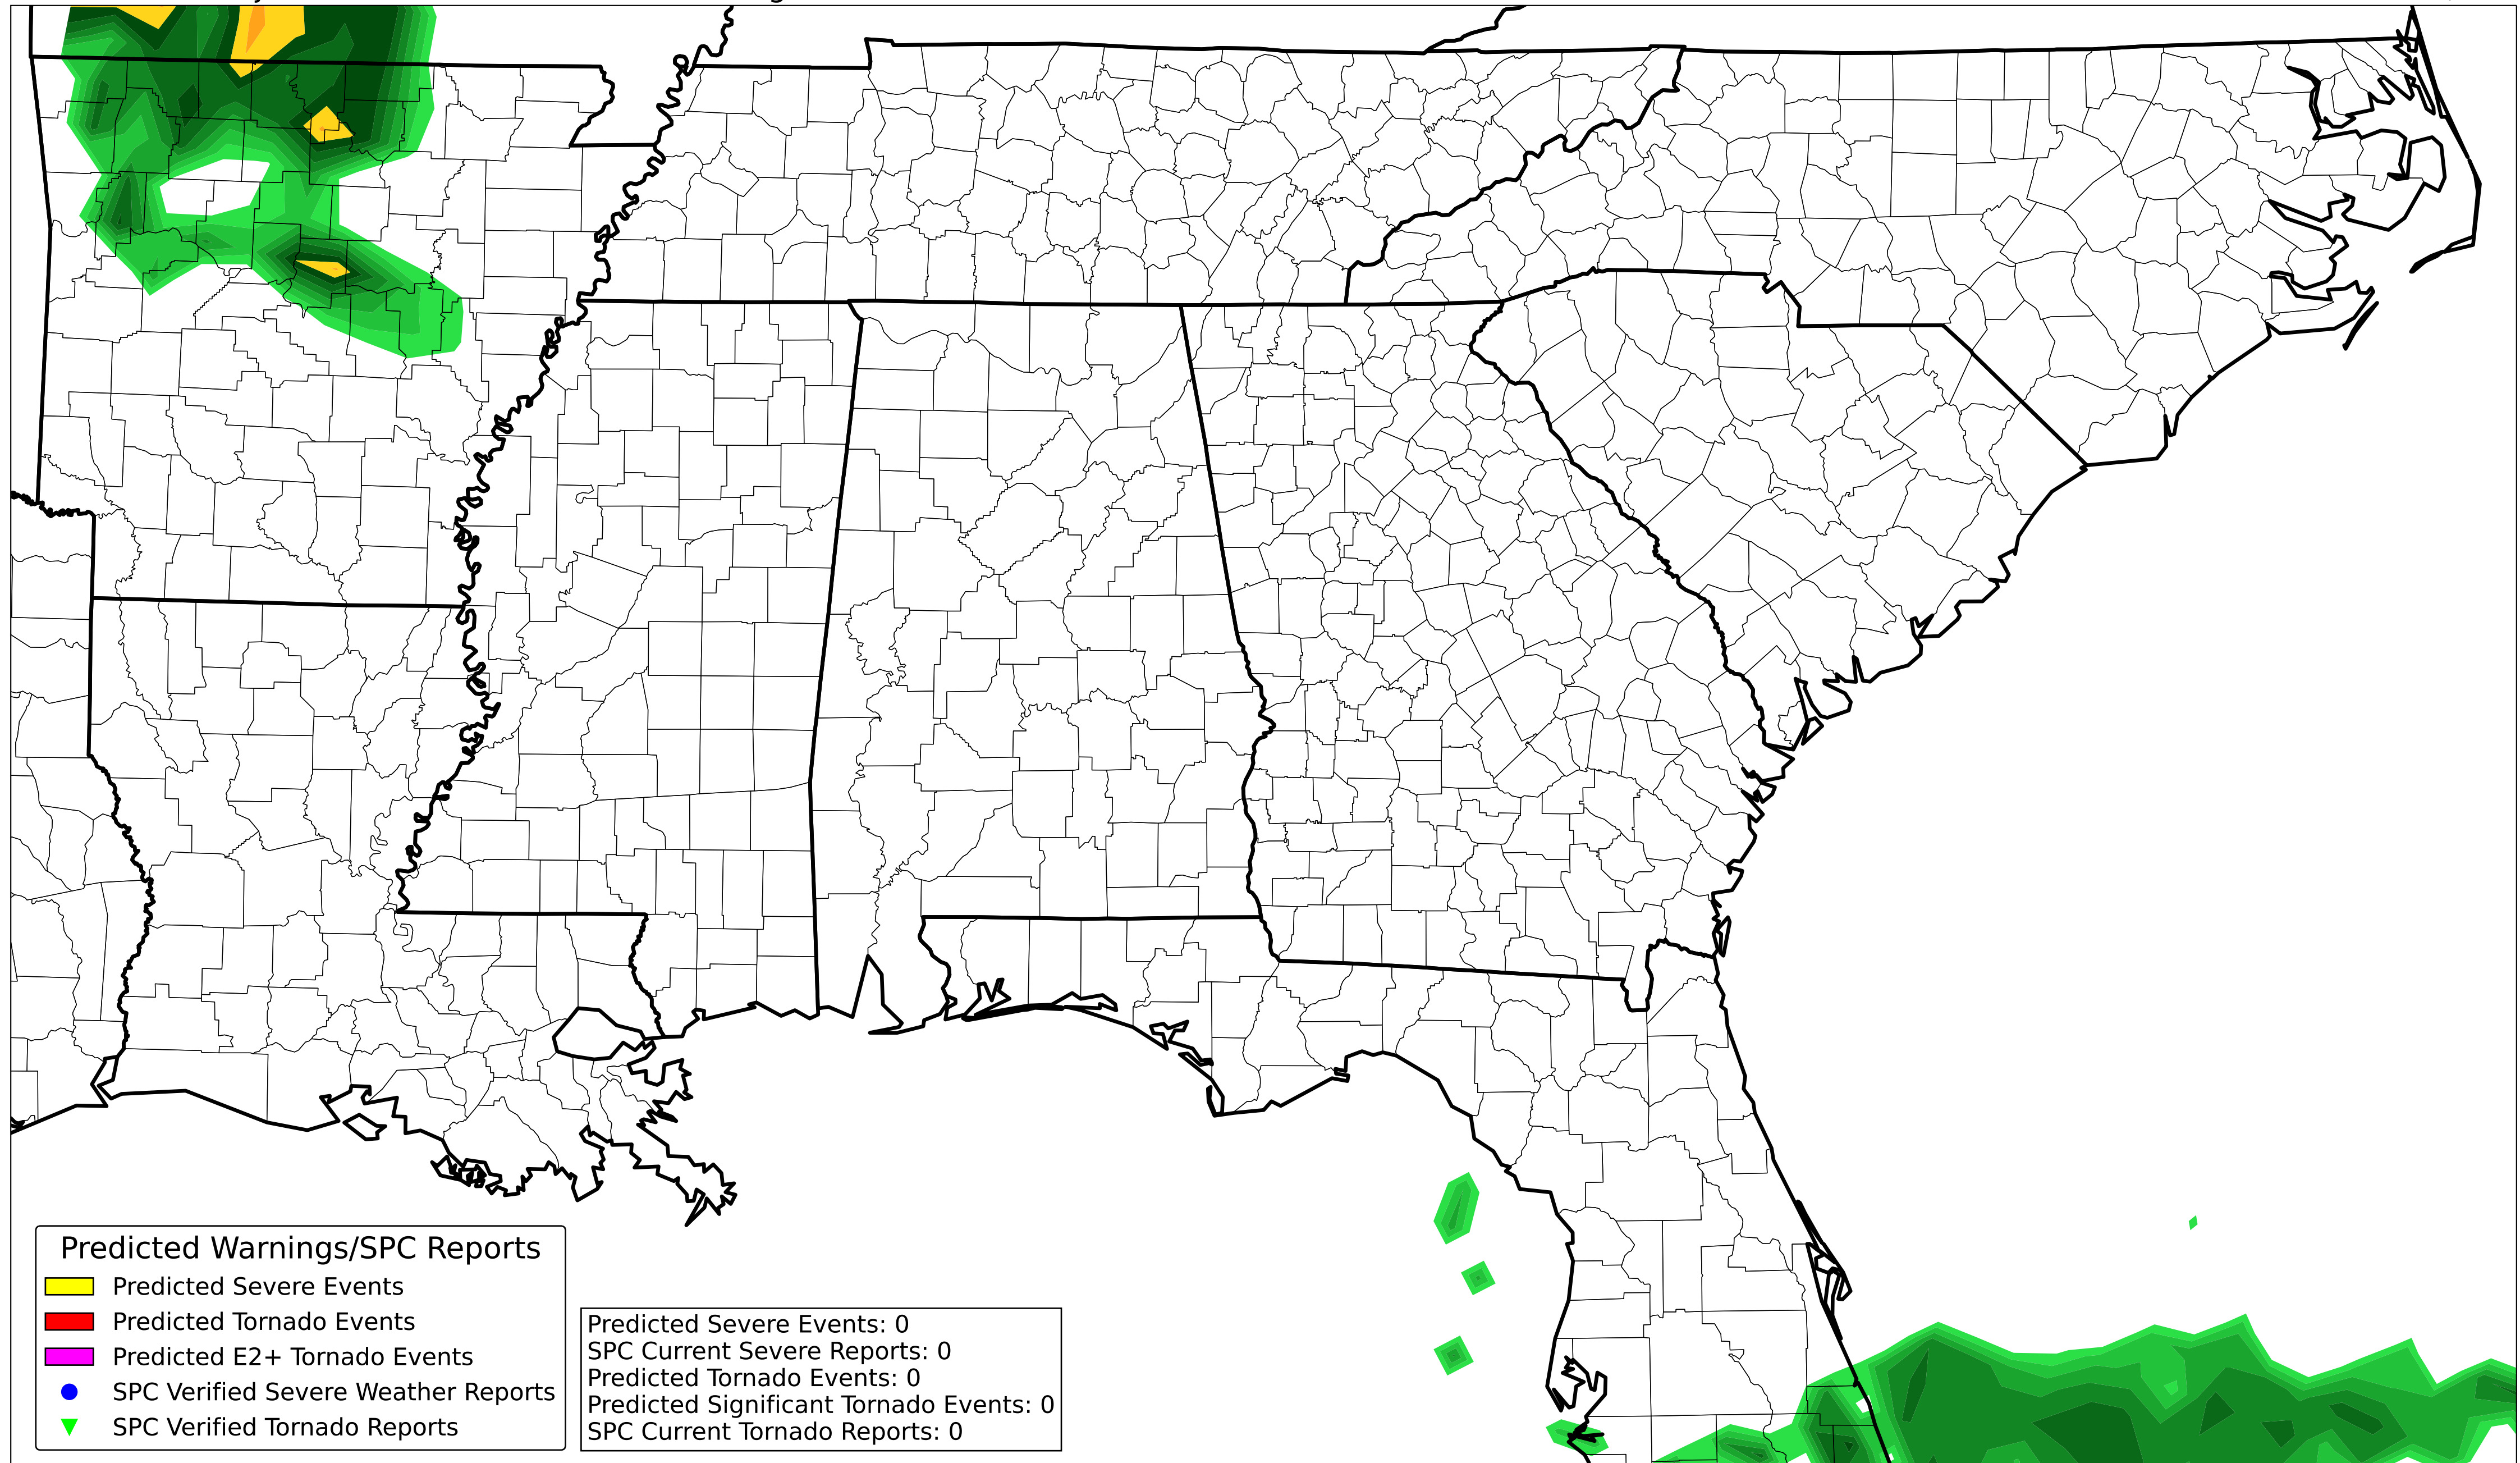 Predicted Warnings/SPC Reports
Predicted Severe Events
Predicted Tornado Events
Predicted E2+ Tornado Events
SPC Verified Severe Weather Reports
SPC Verified Tornado Reports
Predicted Severe Events: 0
SPC Current Severe Reports: 0
Predicted Tornado Events: 0
Predicted Significant Tornado Events: 0
SPC Current Tornado Reports: 0